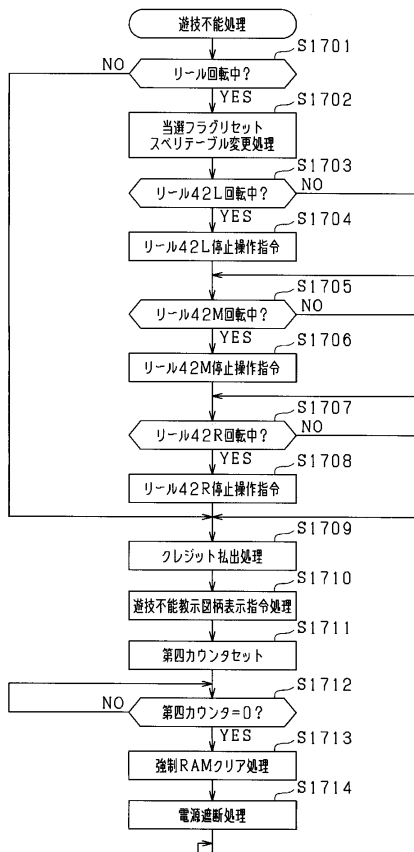 遊技不能処理
S1701
NO
リール回転中?
YES
S1702
当選フラグリセット
スベリテーブル変更処理
S1703
リール42L回転中?
NO
YES
S1704
リール42L停止操作指令
S1705
リール42M回転中?
NO
YES
S1706
リール42M停止操作指令
S1707
リール42R回転中?
NO
YES
S1708
リール42R停止操作指令
S1709
クレジット払出処理
S1710
遊技不能教示図柄表示指令処理
S1711
第四カウンタセット
S1712
NO
第四カウンタ=0?
YES
S1713
強制RAMクリア処理
S1714
電源遮断処理